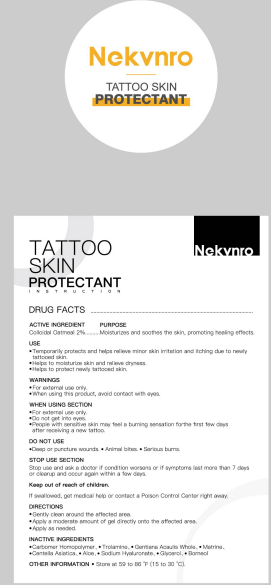 Nekvnro
TATTOO SKIN
PROTECTANT
Nekvnro
TATTOO
SKIN
PROTECTANT
INSTRUCTION
DRUG FACTS
ACTIVE INGREDIENT PURPOSE
Colloidal Oatmeal 2%.......Moisturizes and soothes the skin, promoting healing effects.
USE
•Temporarily protects and helps relieve minor skin irritation and itching due to newly
tattooed skin.
•Helps to moisturize skin and relieve dryness.
•Helps to protect newly tattooed skin.
WARNINGS
•For external use only.
•When using this product, avoid contact with eyes.
WHEN USING SECTION
•For external use only.
•Do not get into eyes.
•People with sensitive skin may feel a burning sensation forthe first few days
after receiving a new tattoo.
DO NOT USE
•Deep or puncture wounds. • Animal bites. • Serious burns.
STOP USE SECTION
Stop use and ask a doctor if condition worsens or if symptoms last more than 7 days
or clearup and occur again within a few days.
Keep out of reach of children.
If swallowed, get medical help or contact a Poison Control Center right away.
DIRECTIONS
•Gently clean around the affected area.
•Apply a moderate amount of gel directly onto the affected area.
•Apply as needed.
INACTIVE INGREDIENTS
•Carbomer Homopolymer, • Trolamine, • Gentiana Acaulis Whole, • Matrine,
•Centella Asiatica, • Aloe, • Sodium Hyaluronate, • Glycerol, • Borneol
OTHER INFORMATION • Store at 59 to 86 °F (15 to 30 °C).